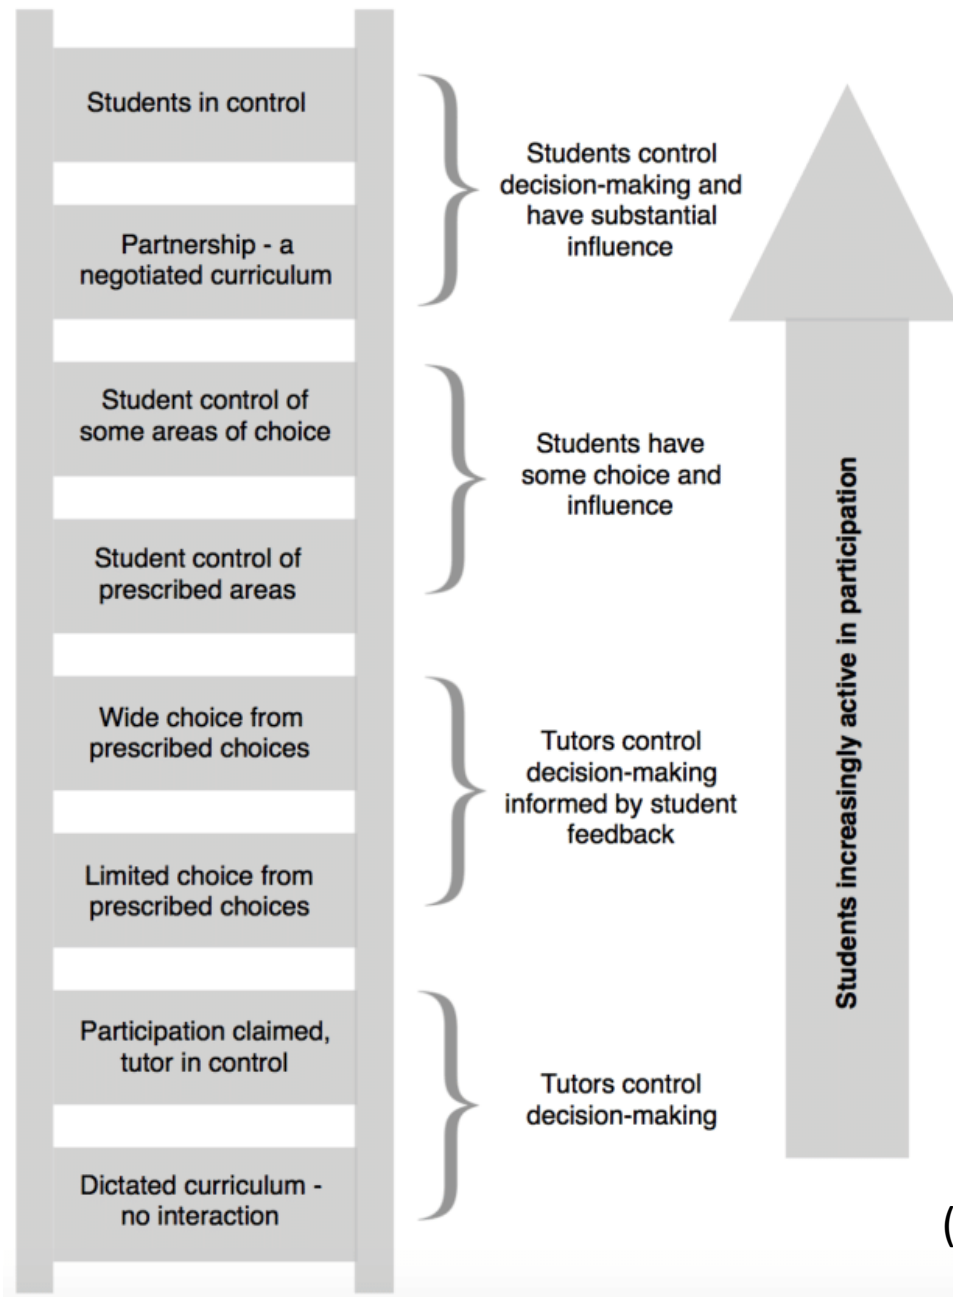 Students in control
Students control
decision-making and
have substantial
influence
Partnership - a
negotiated curriculum
Student control of
some areas of choice
Students have
some choice and
influence
Student control of
prescribed areas
Wide choice from
prescribed choices
Tutors control
decision-making
informed by student
feedback
Limited choice from
prescribed choices
Participation claimed,
tutor in control
Tutors control
decision-making
Dictated curriculum -
no interaction
Students increasingly active in participation
(